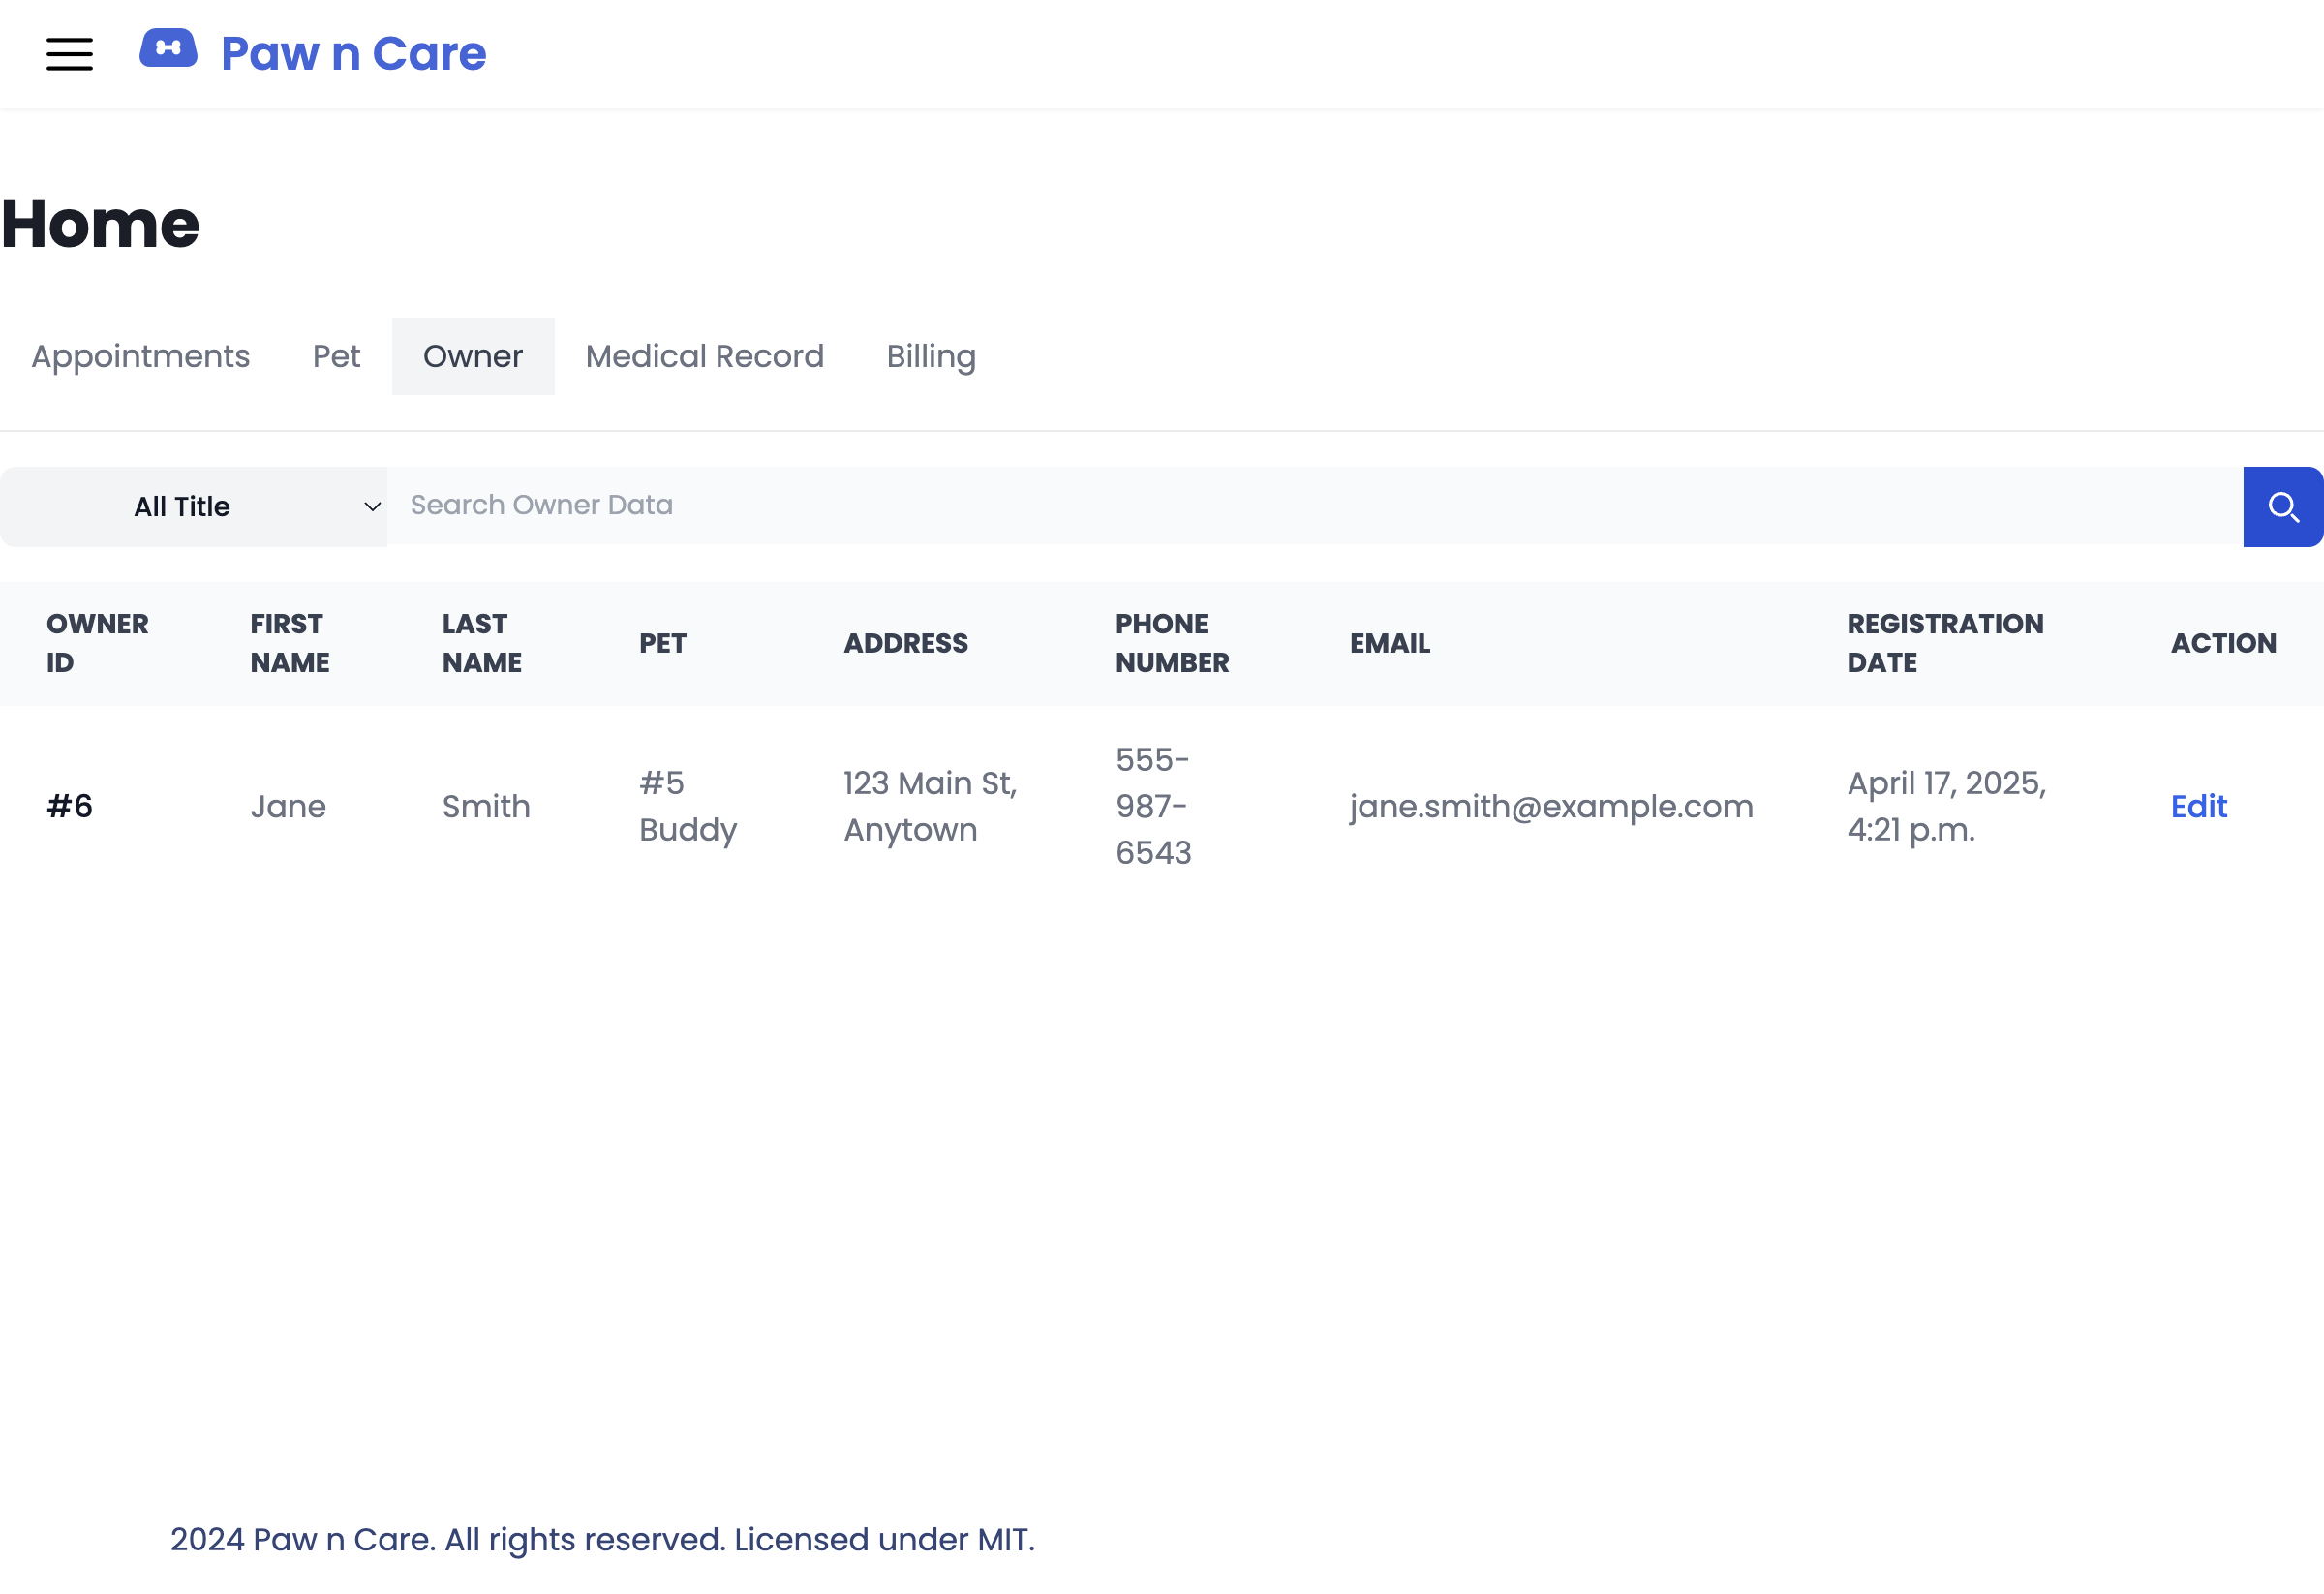 Paw n Care
Home
Appointments Pet Owner Medical Record Billing
All Title Search Owner Data
OWNER ID FIRST NAME LAST NAME PET ADDRESS PHONE NUMBER EMAIL REGISTRATION DATE ACTION
#6 Jane Smith #5 Buddy 123 Main St, Anytown 555-987-6543 jane.smith@example.com April 17, 2025, 4:21 p.m. Edit
2024 Paw n Care. All rights reserved. Licensed under MIT.